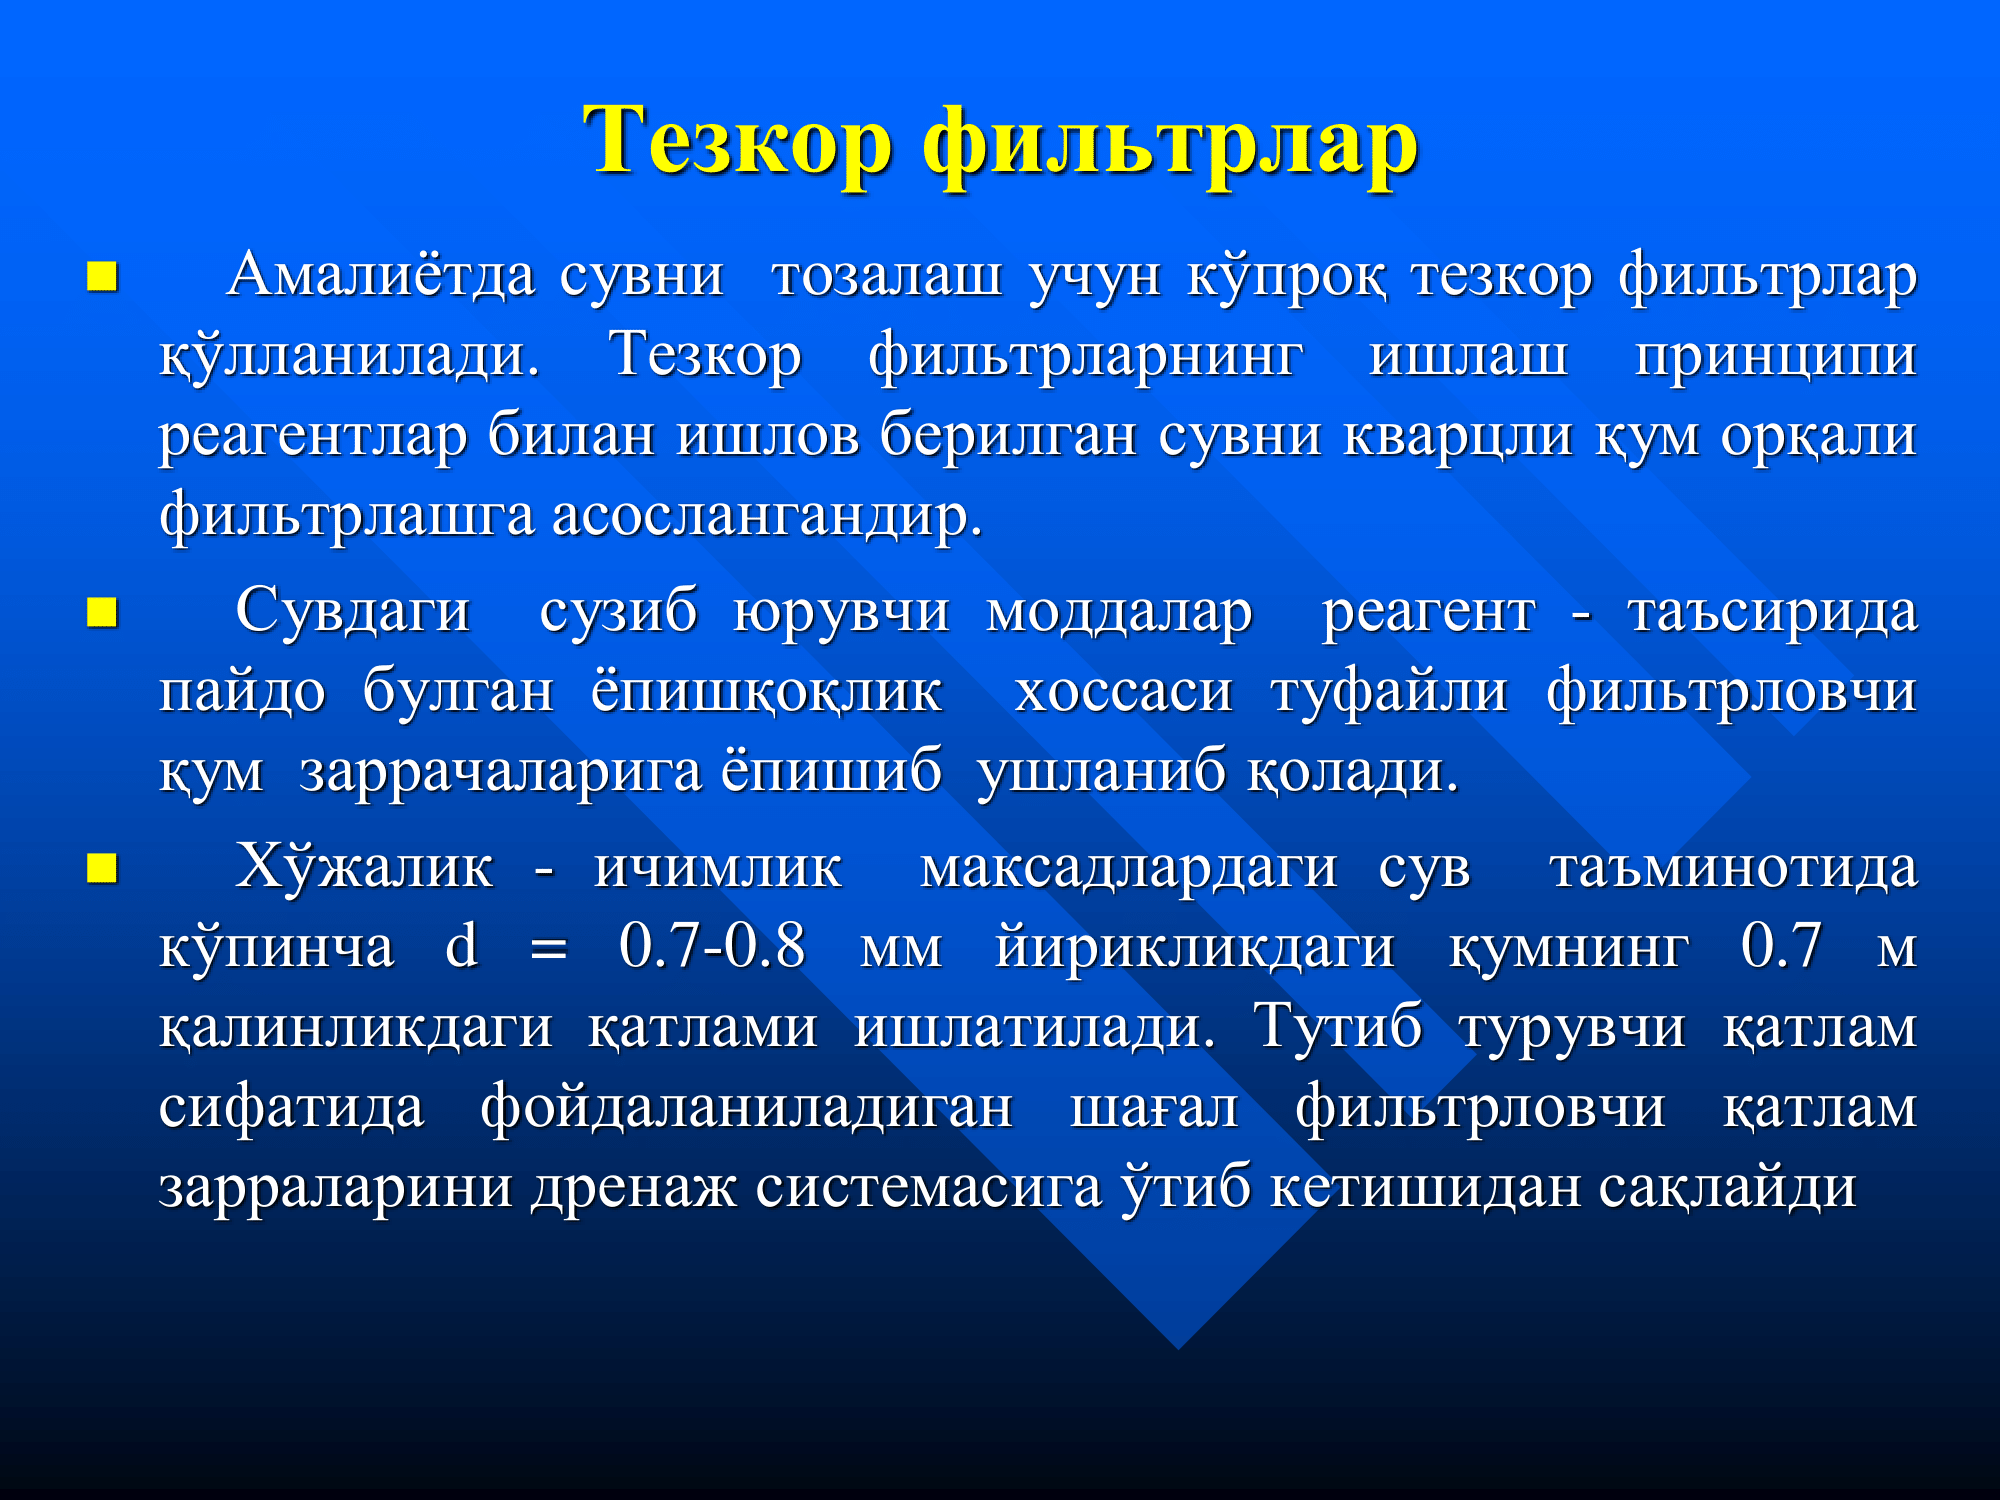 Тезкор фильтрлар
Амалиётда сувни тозалаш учун кўпроқ тезкор фильтрлар
қўлланилади. Тезкор фильтрларнинг ишлаш принципи
реагентлар билан ишлов берилган сувни кварцли қум орқали
фильтрлашга асослангандир.
Сувдаги сузиб юрувчи моддалар реагент - таъсирида
пайдо булган ёпишқоқлик хоссаси туфайли фильтрловчи
қум заррачаларига ёпишиб ушланиб қолади.
Хўжалик - ичимлик максадлардаги сув таъминотида
кўпинча d = 0.7-0.8 мм йирикликдаги қумнинг 0.7 м
қалинликдаги қатлами ишлатилади. Тутиб турувчи қатлам
сифатида фойдаланиладиган шағал фильтрловчи қатлам
зарраларини дренаж системасига ўтиб кетишидан сақлайди